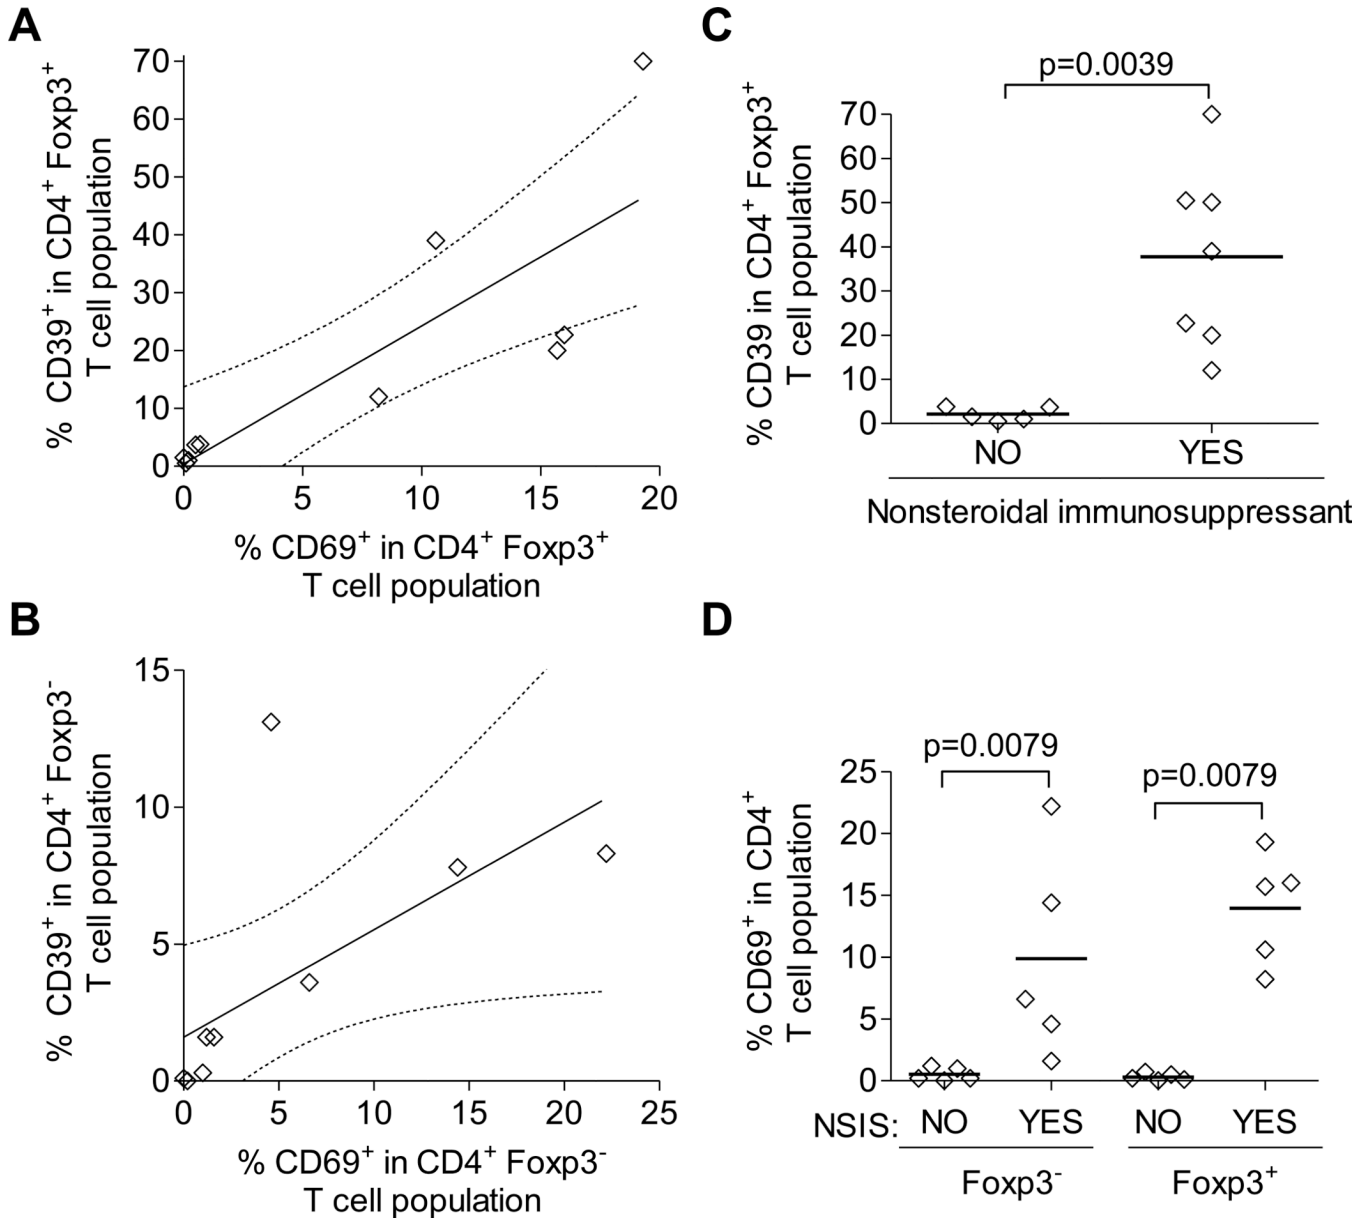 A
% CD39⁺ in CD4⁺ Foxp3⁺
T cell population
70
60
50
40
30
20
10
0
0 5 10 15 20
% CD69⁺ in CD4⁺ Foxp3⁺
T cell population
B
% CD39⁺ in CD4⁺ Foxp3⁻
T cell population
15
10
5
0
0 5 10 15 20 25
% CD69⁺ in CD4⁺ Foxp3⁻
T cell population
C
p=0.0039
% CD39 in CD4⁺ Foxp3⁺
T cell population
70
60
50
40
30
20
10
0
NO YES
Nonsteroidal immunosuppressant
D
p=0.0079
p=0.0079
% CD69⁺ in CD4⁺
T cell population
25
20
15
10
5
0
NSIS: NO YES NO YES
Foxp3⁻ Foxp3⁺